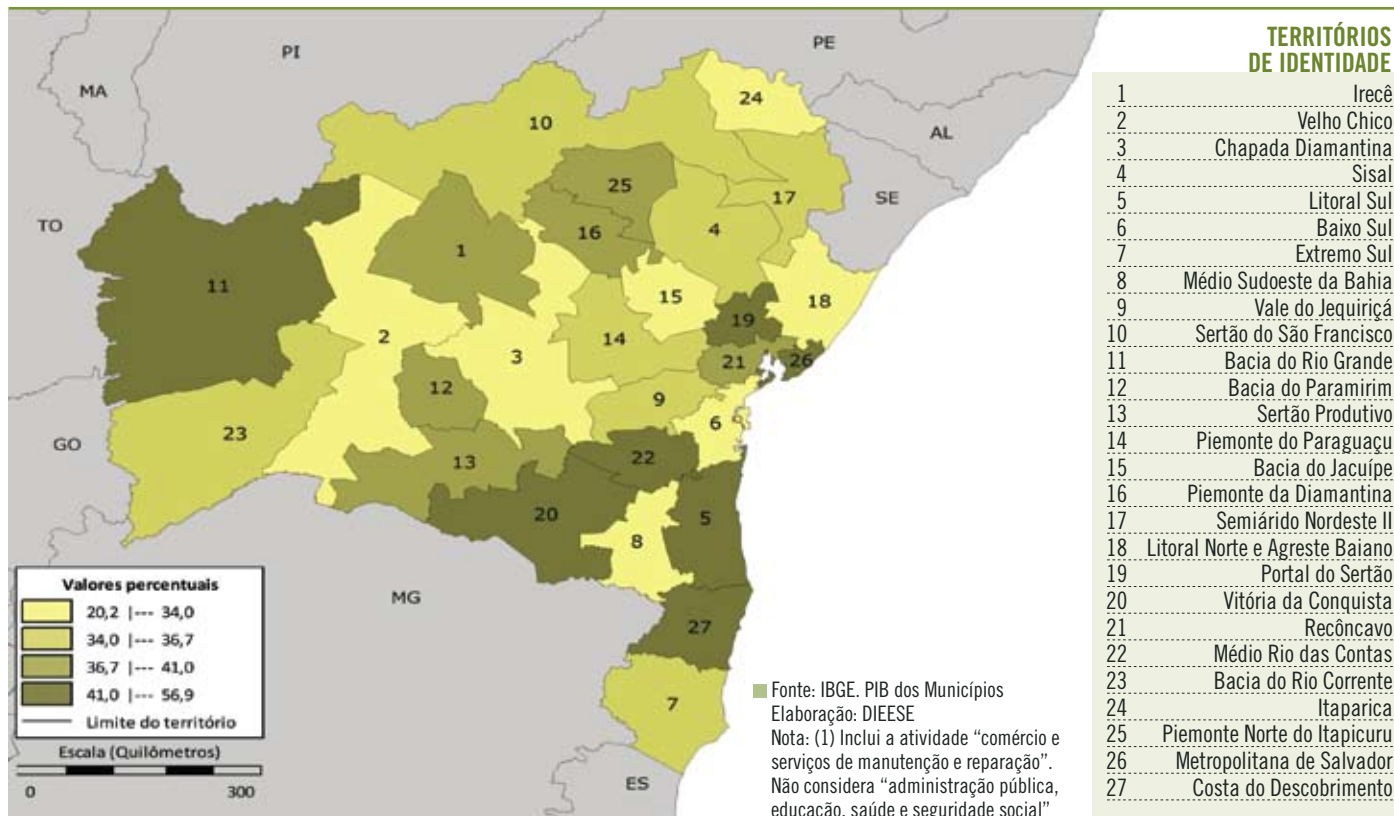 PI
PE
MA
24
10
AL
25
17
TO
SE
16
4
1
11
15
18
19
2
14
3
21
26
12
9
6
GO
23
13
22
20
5
8
MG
27
7
ES
Valores percentuais
20,2 |--- 34,0
34,0 |--- 36,7
36,7 |--- 41,0
41,0 |--- 56,9
Limite do território
Escala (Quilômetros)
0 300
Fonte: IBGE. PIB dos Municípios
Elaboração: DIEESE
Nota: (1) Inclui a atividade “comércio e
serviços de manutenção e reparação”.
Não considera “administração pública,
educação, saúde e seguridade social”
TERRITÓRIOS
DE IDENTIDADE
1 Irecê
2 Velho Chico
3 Chapada Diamantina
4 Sisal
5 Litoral Sul
6 Baixo Sul
7 Extremo Sul
8 Médio Sudoeste da Bahia
9 Vale do Jequiriçá
10 Sertão do São Francisco
11 Bacia do Rio Grande
12 Bacia do Paramirim
13 Sertão Produtivo
14 Piemonte do Paraguaçu
15 Bacia do Jacuípe
16 Piemonte da Diamantina
17 Semiárido Nordeste II
18 Litoral Norte e Agreste Baiano
19 Portal do Sertão
20 Vitória da Conquista
21 Recôncavo
22 Médio Rio das Contas
23 Bacia do Rio Corrente
24 Itaparica
25 Piemonte Norte do Itapicuru
26 Metropolitana de Salvador
27 Costa do Descobrimento